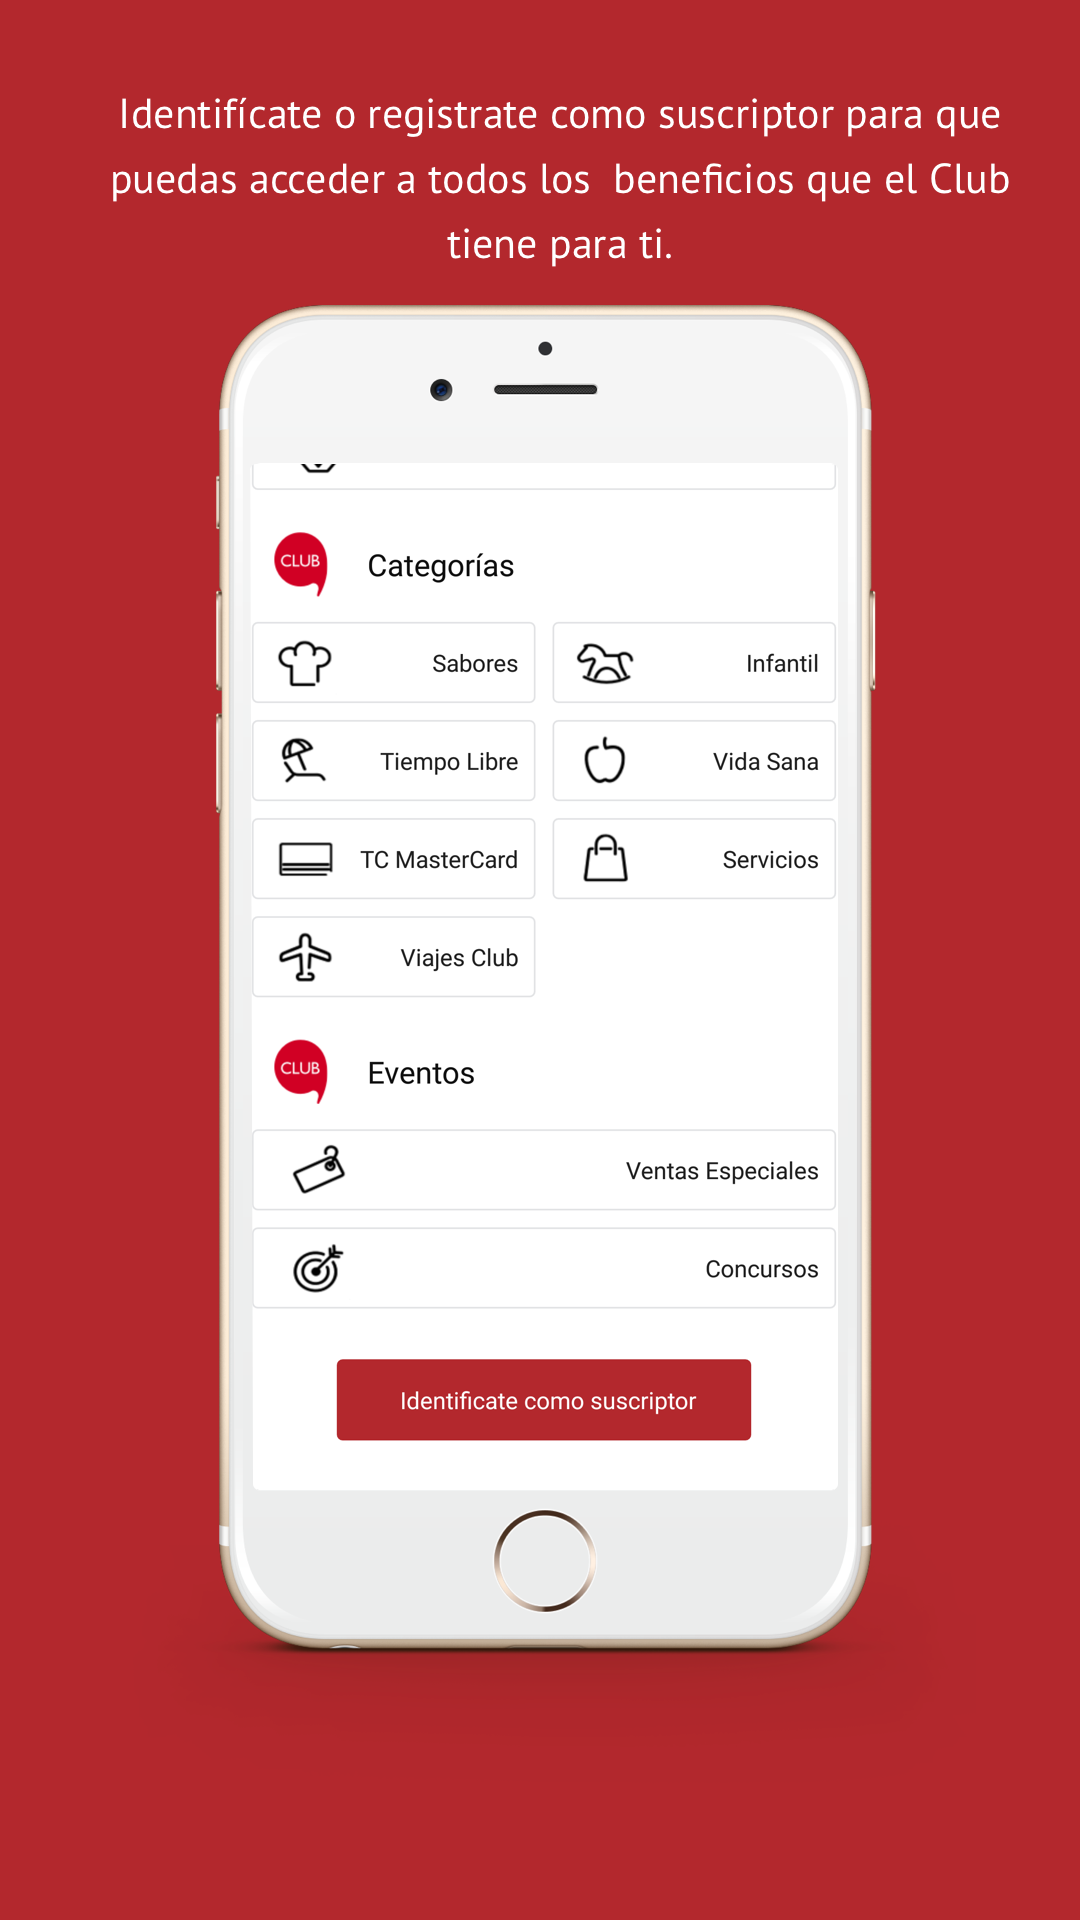 Identifícate o registrate como suscriptor para que
puedas acceder a todos los beneficios que el Club
tiene para ti.
CLUB
Categorías
Sabores
Infantil
Tiempo Libre
Vida Sana
TC MasterCard
Servicios
Viajes Club
CLUB
Eventos
Ventas Especiales
Concursos
Identificate como suscriptor